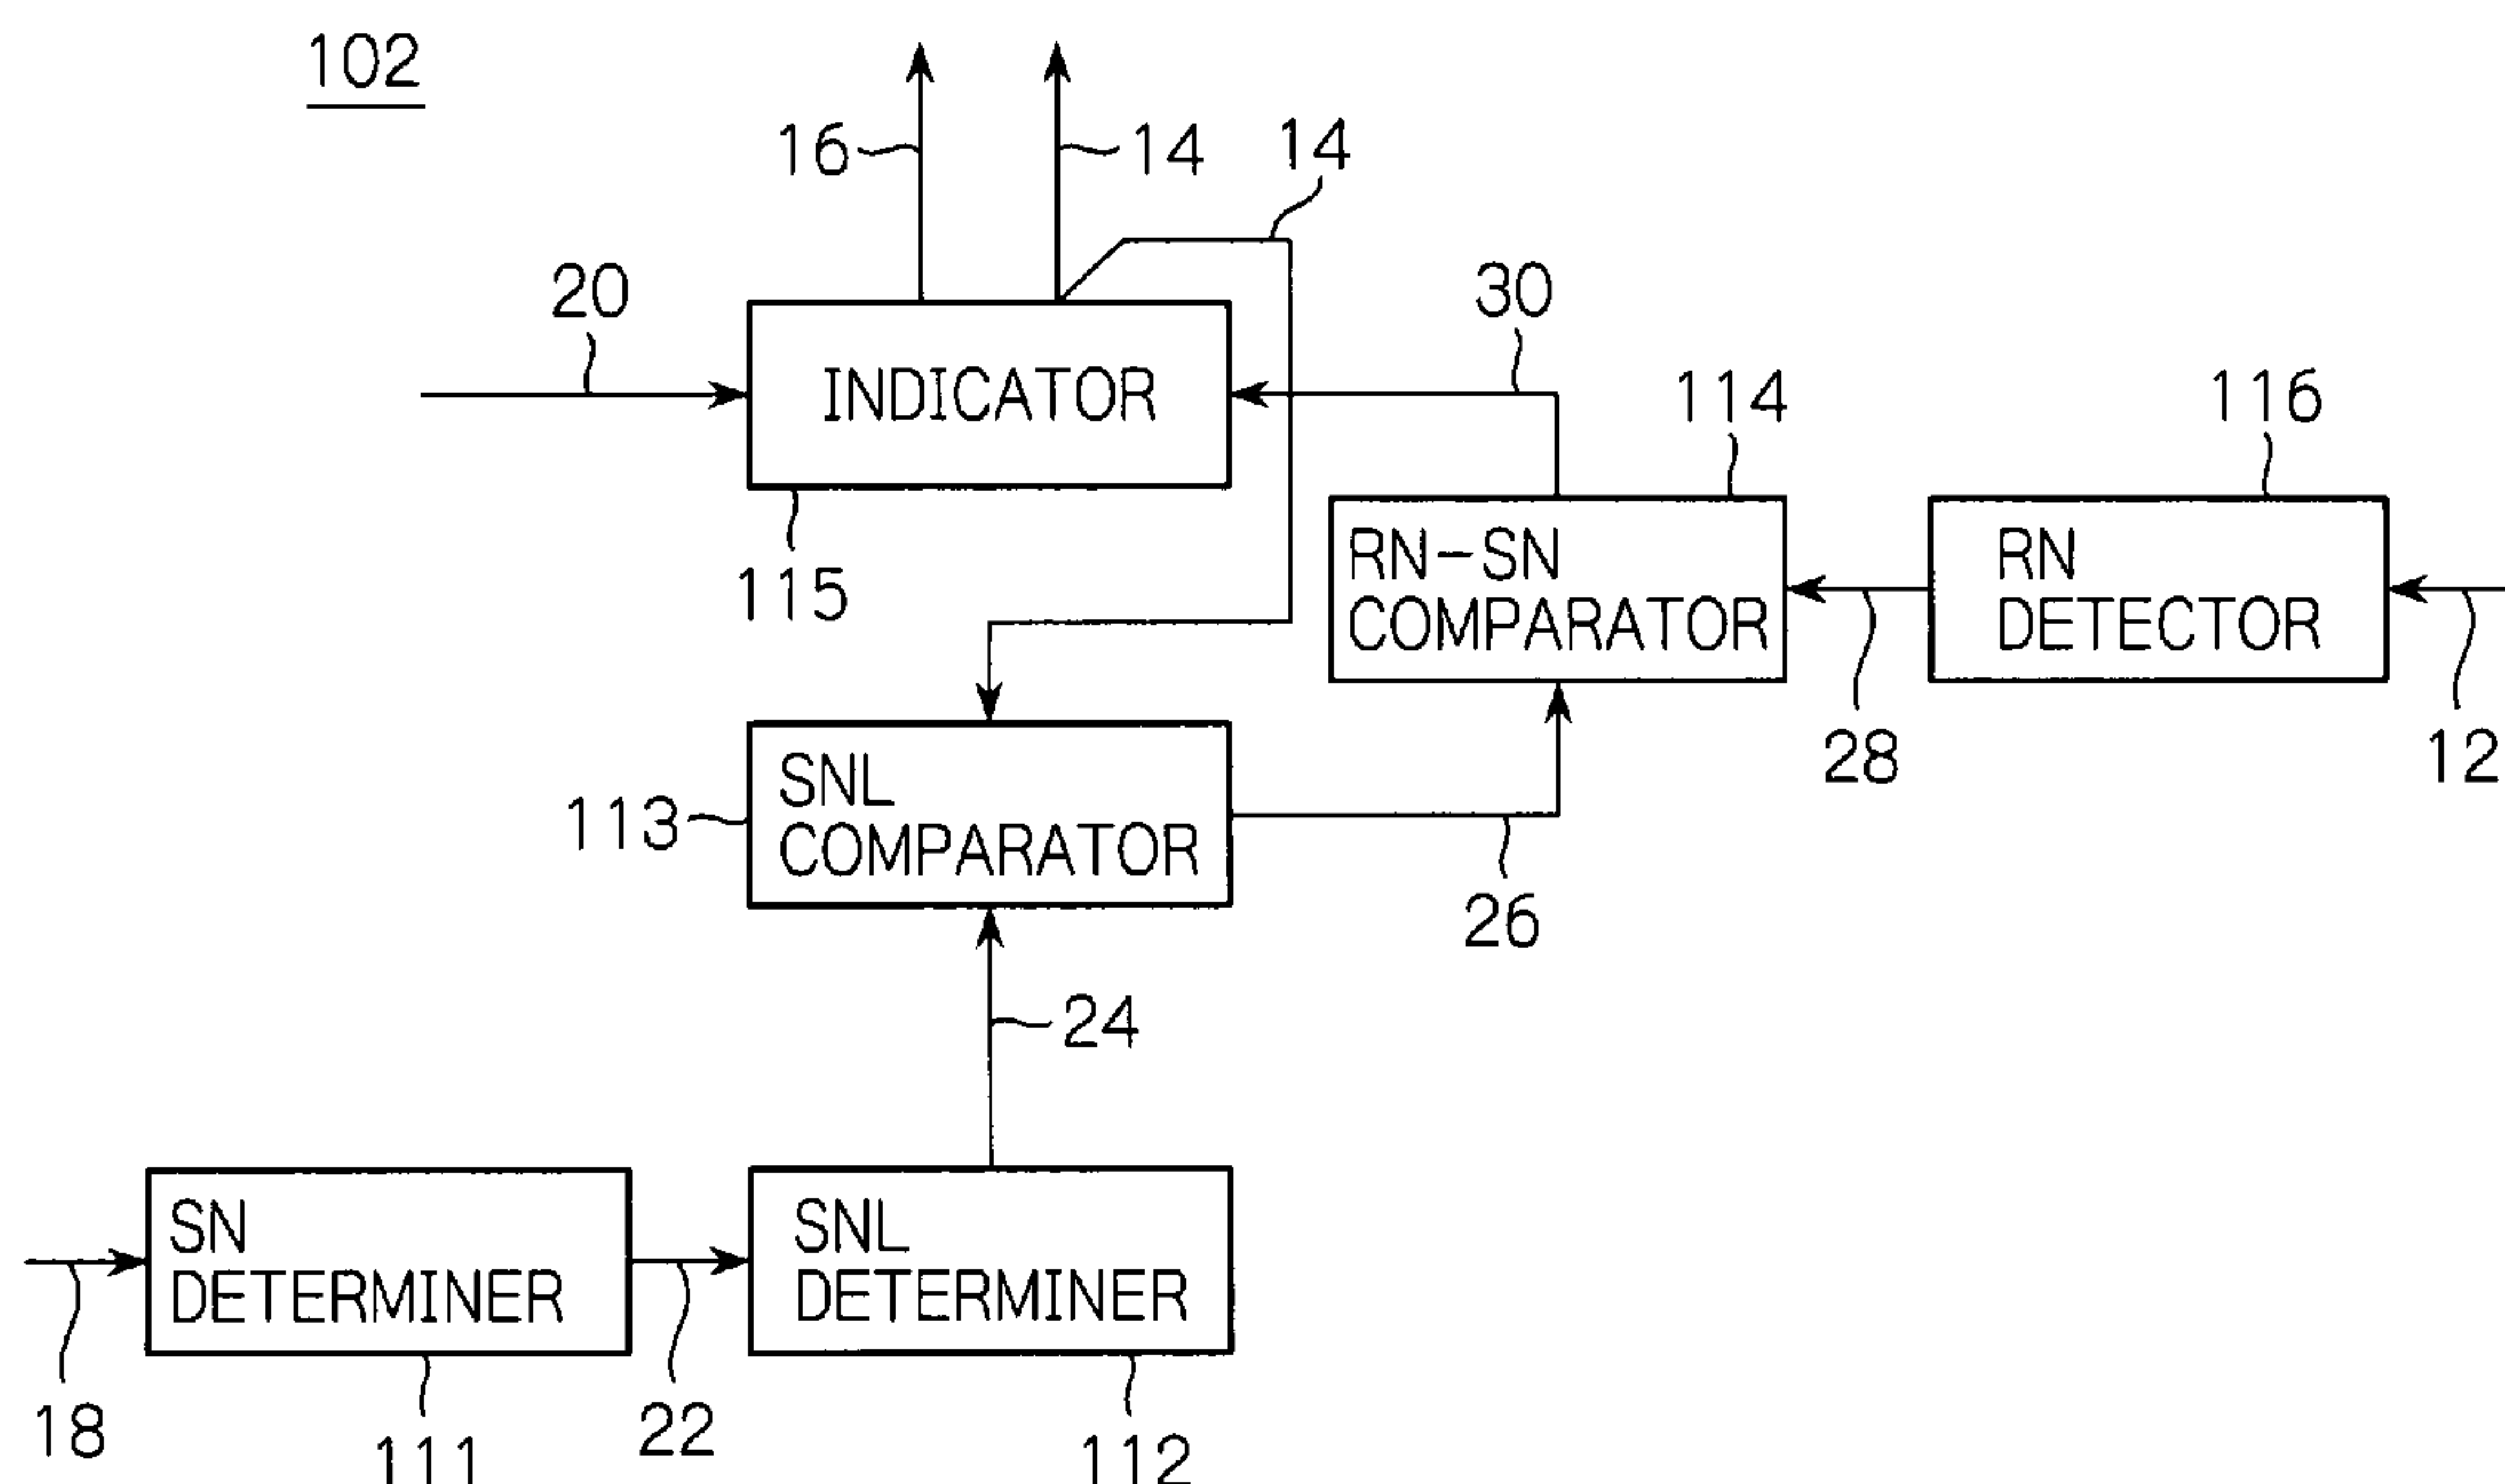 102
16
14
14
20
30
INDICATOR
114
116
115
RN-SN
COMPARATOR
RN
DETECTOR
28
12
113
SNL
COMPARATOR
26
24
SN
DETERMINER
SNL
DETERMINER
18
111
22
112